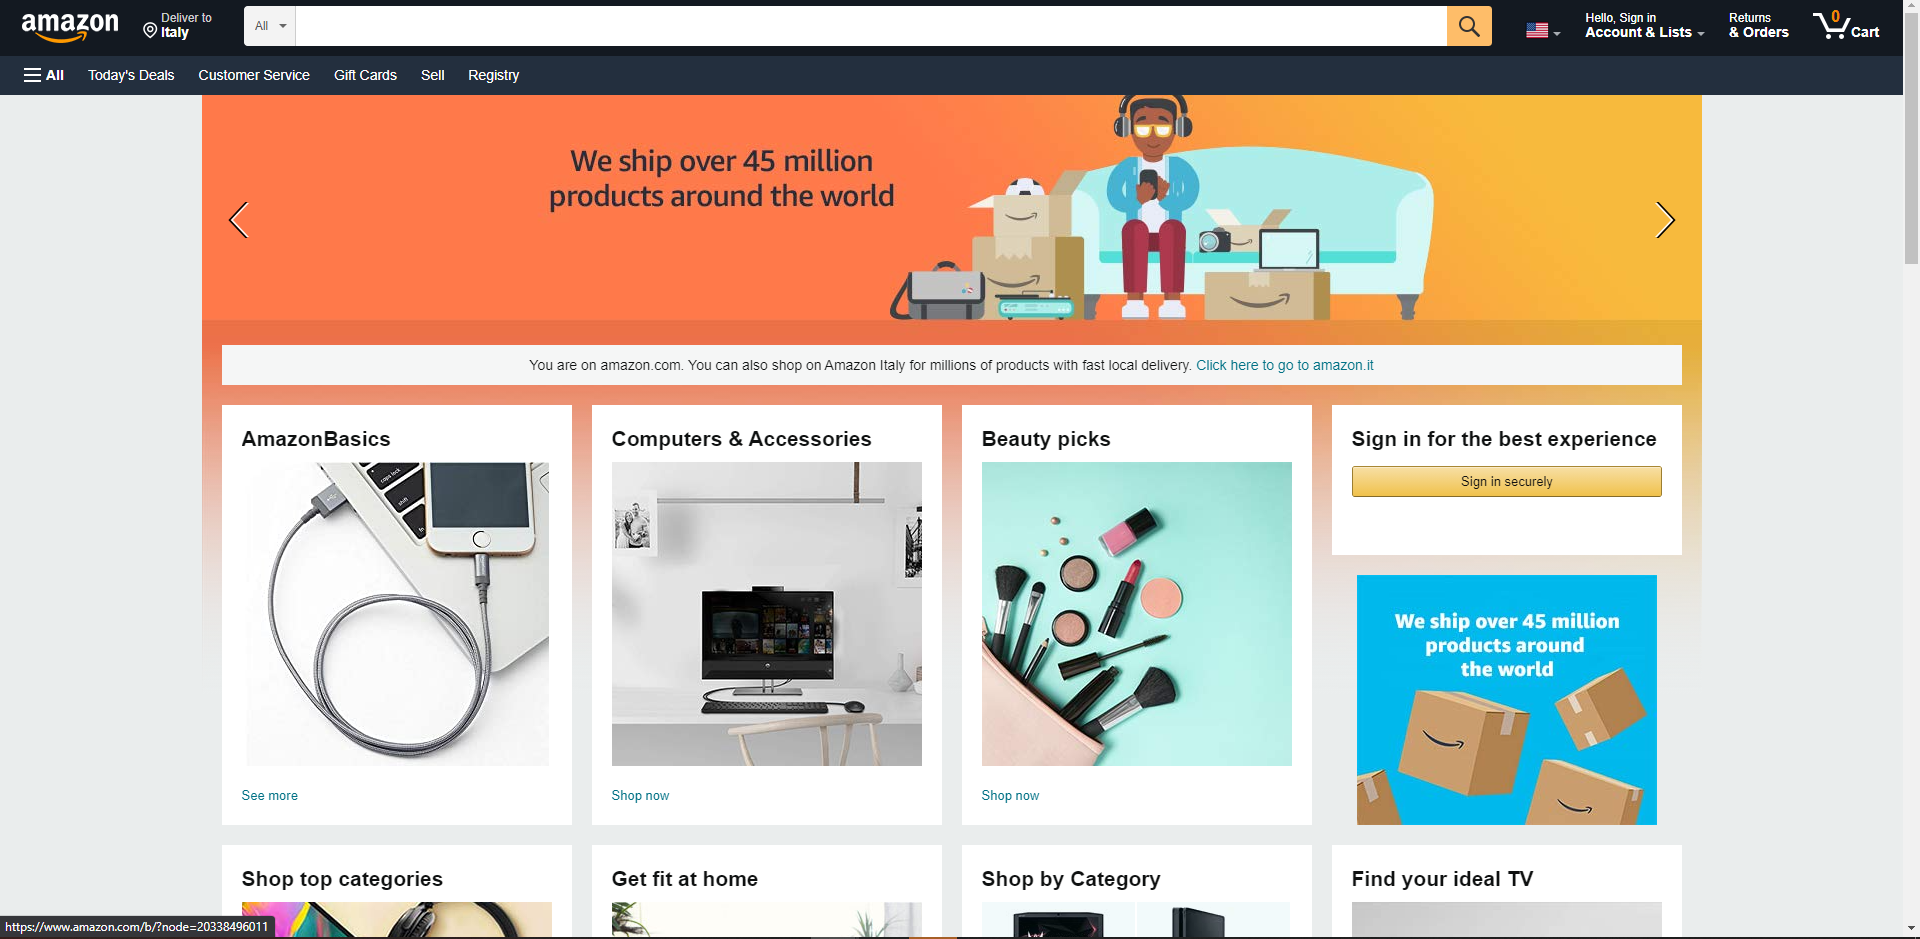 amazon
Deliver to
Italy
All
0
Hello, Sign in
Account & Lists
Returns
& Orders
Cart
All
Today's Deals
Customer Service
Gift Cards
Sell
Registry
We ship over 45 million
products around the world
You are on amazon.com. You can also shop on Amazon Italy for millions of products with fast local delivery. Click here to go to amazon.it
AmazonBasics
caps lock
shift
fn
See more
Computers & Accessories
Shop now
Beauty picks
Shop now
Sign in for the best experience
Sign in securely
We ship over 45 million
products around
the world
Shop top categories
Get fit at home
Shop by Category
Find your ideal TV
https://www.amazon.com/b/?node=20338496011